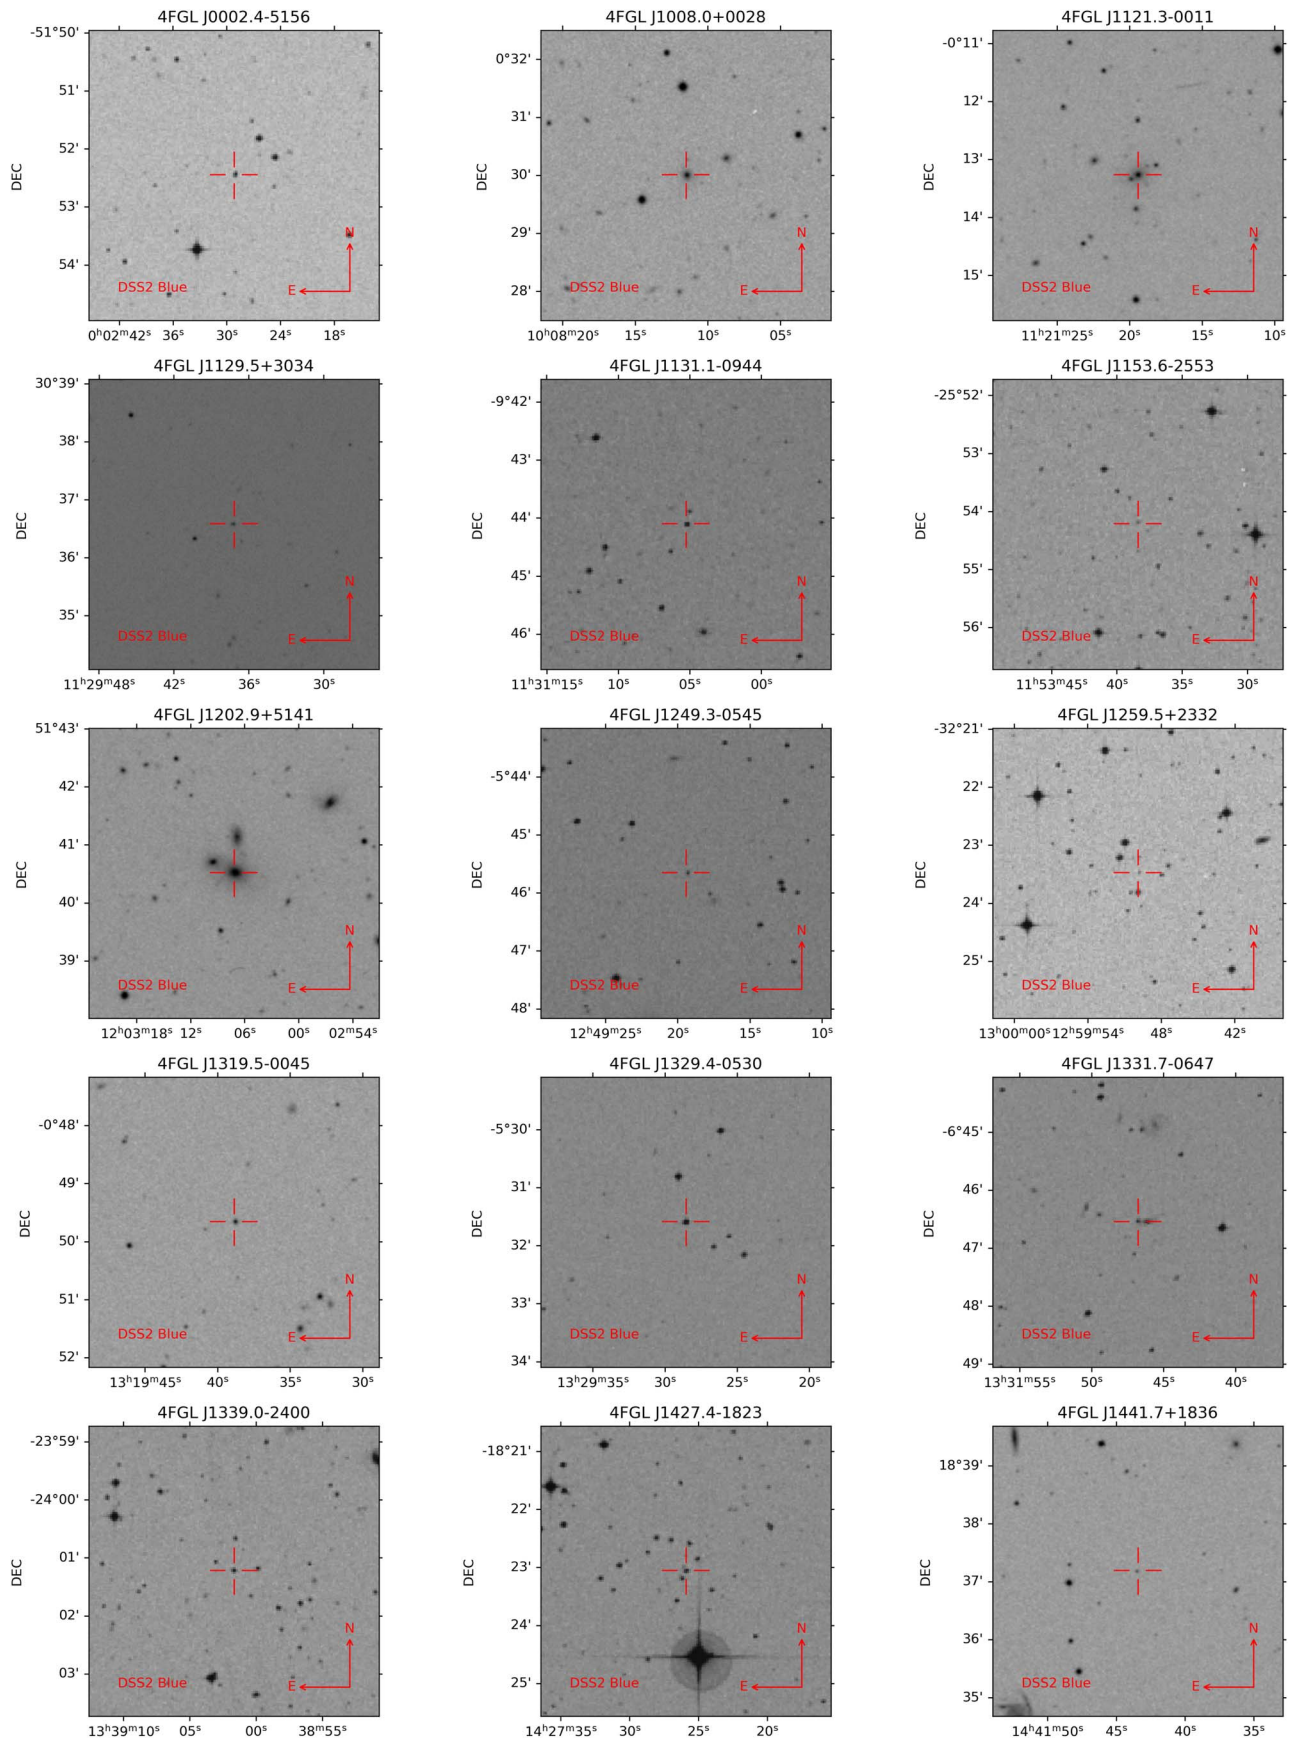 4FGL J0002.4-5156
-51°50'
51'
52'
53'
54'
DEC
N
E
DSS2 Blue
0ʰ02ᵐ42ˢ 36ˢ 30ˢ 24ˢ 18ˢ
4FGL J1008.0+0028
0°32'
31'
30'
29'
28'
DEC
N
E
DSS2 Blue
10ʰ08ᵐ20ˢ 15ˢ 10ˢ 05ˢ
4FGL J1121.3-0011
-0°11'
12'
13'
14'
15'
DEC
N
E
DSS2 Blue
11ʰ21ᵐ25ˢ 20ˢ 15ˢ 10ˢ
4FGL J1129.5+3034
30°39'
38'
37'
36'
35'
DEC
N
E
DSS2 Blue
11ʰ29ᵐ48ˢ 42ˢ 36ˢ 30ˢ
4FGL J1131.1-0944
-9°42'
43'
44'
45'
46'
DEC
N
E
DSS2 Blue
11ʰ31ᵐ15ˢ 10ˢ 05ˢ 00ˢ
4FGL J1153.6-2553
-25°52'
53'
54'
55'
56'
DEC
N
E
DSS2 Blue
11ʰ53ᵐ45ˢ 40ˢ 35ˢ 30ˢ
4FGL J1202.9+5141
51°43'
42'
41'
40'
39'
DEC
N
E
DSS2 Blue
12ʰ03ᵐ18ˢ 12ˢ 06ˢ 00ˢ 02ᵐ54ˢ
4FGL J1249.3-0545
-5°44'
45'
46'
47'
48'
DEC
N
E
DSS2 Blue
12ʰ49ᵐ25ˢ 20ˢ 15ˢ 10ˢ
4FGL J1259.5+2332
-32°21'
22'
23'
24'
25'
DEC
N
E
DSS2 Blue
13ʰ00ᵐ00ˢ 12ʰ59ᵐ54ˢ 48ˢ 42ˢ
4FGL J1319.5-0045
-0°48'
49'
50'
51'
52'
DEC
N
E
DSS2 Blue
13ʰ19ᵐ45ˢ 40ˢ 35ˢ 30ˢ
4FGL J1329.4-0530
-5°30'
31'
32'
33'
34'
DEC
N
E
DSS2 Blue
13ʰ29ᵐ35ˢ 30ˢ 25ˢ 20ˢ
4FGL J1331.7-0647
-6°45'
46'
47'
48'
49'
DEC
N
E
DSS2 Blue
13ʰ31ᵐ55ˢ 50ˢ 45ˢ 40ˢ
4FGL J1339.0-2400
-23°59'
-24°00'
01'
02'
03'
DEC
N
E
DSS2 Blue
13ʰ39ᵐ10ˢ 05ˢ 00ˢ 38ᵐ55ˢ
4FGL J1427.4-1823
-18°21'
22'
23'
24'
25'
DEC
N
E
DSS2 Blue
14ʰ27ᵐ35ˢ 30ˢ 25ˢ 20ˢ
4FGL J1441.7+1836
18°39'
38'
37'
36'
35'
DEC
N
E
DSS2 Blue
14ʰ41ᵐ50ˢ 45ˢ 40ˢ 35ˢ